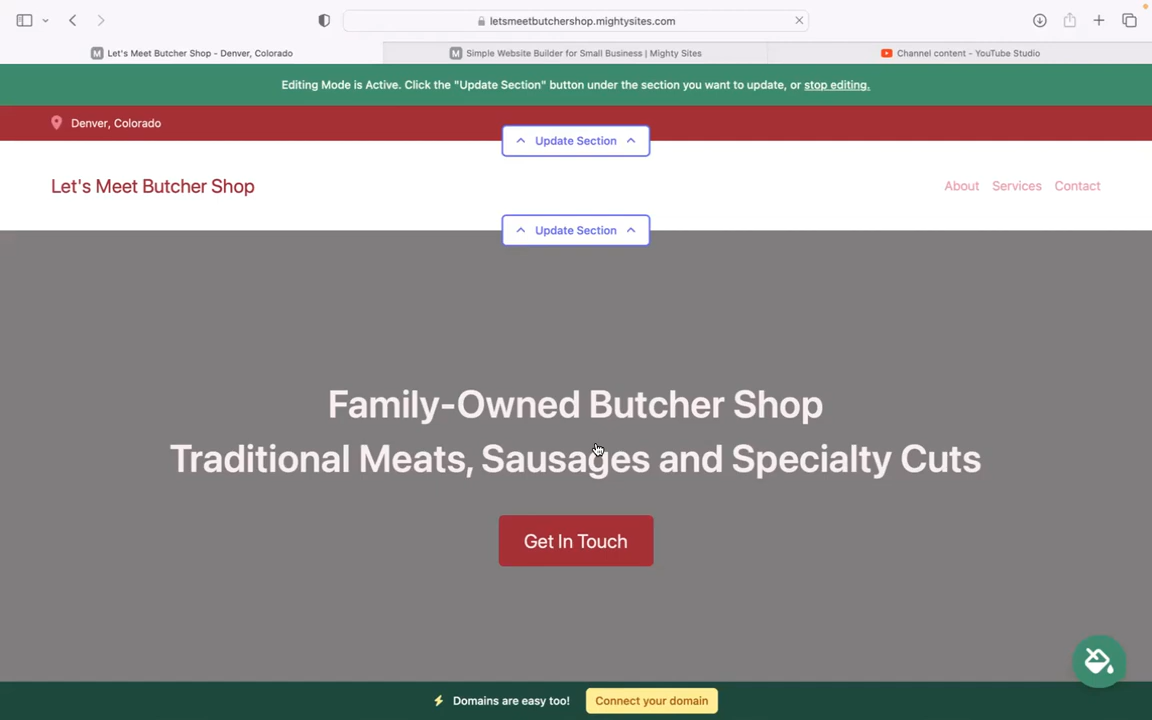 letsmeetbutchershop.mightysites.com
M Let's Meet Butcher Shop - Denver, Colorado
M Simple Website Builder for Small Business | Mighty Sites
Channel content - YouTube Studio
Editing Mode is Active. Click the "Update Section" button under the section you want to update, or stop editing.
Denver, Colorado
Update Section
Let's Meet Butcher Shop
About Services Contact
Update Section
Family-Owned Butcher Shop
Traditional Meats, Sausages and Specialty Cuts
Get In Touch
Domains are easy too! Connect your domain